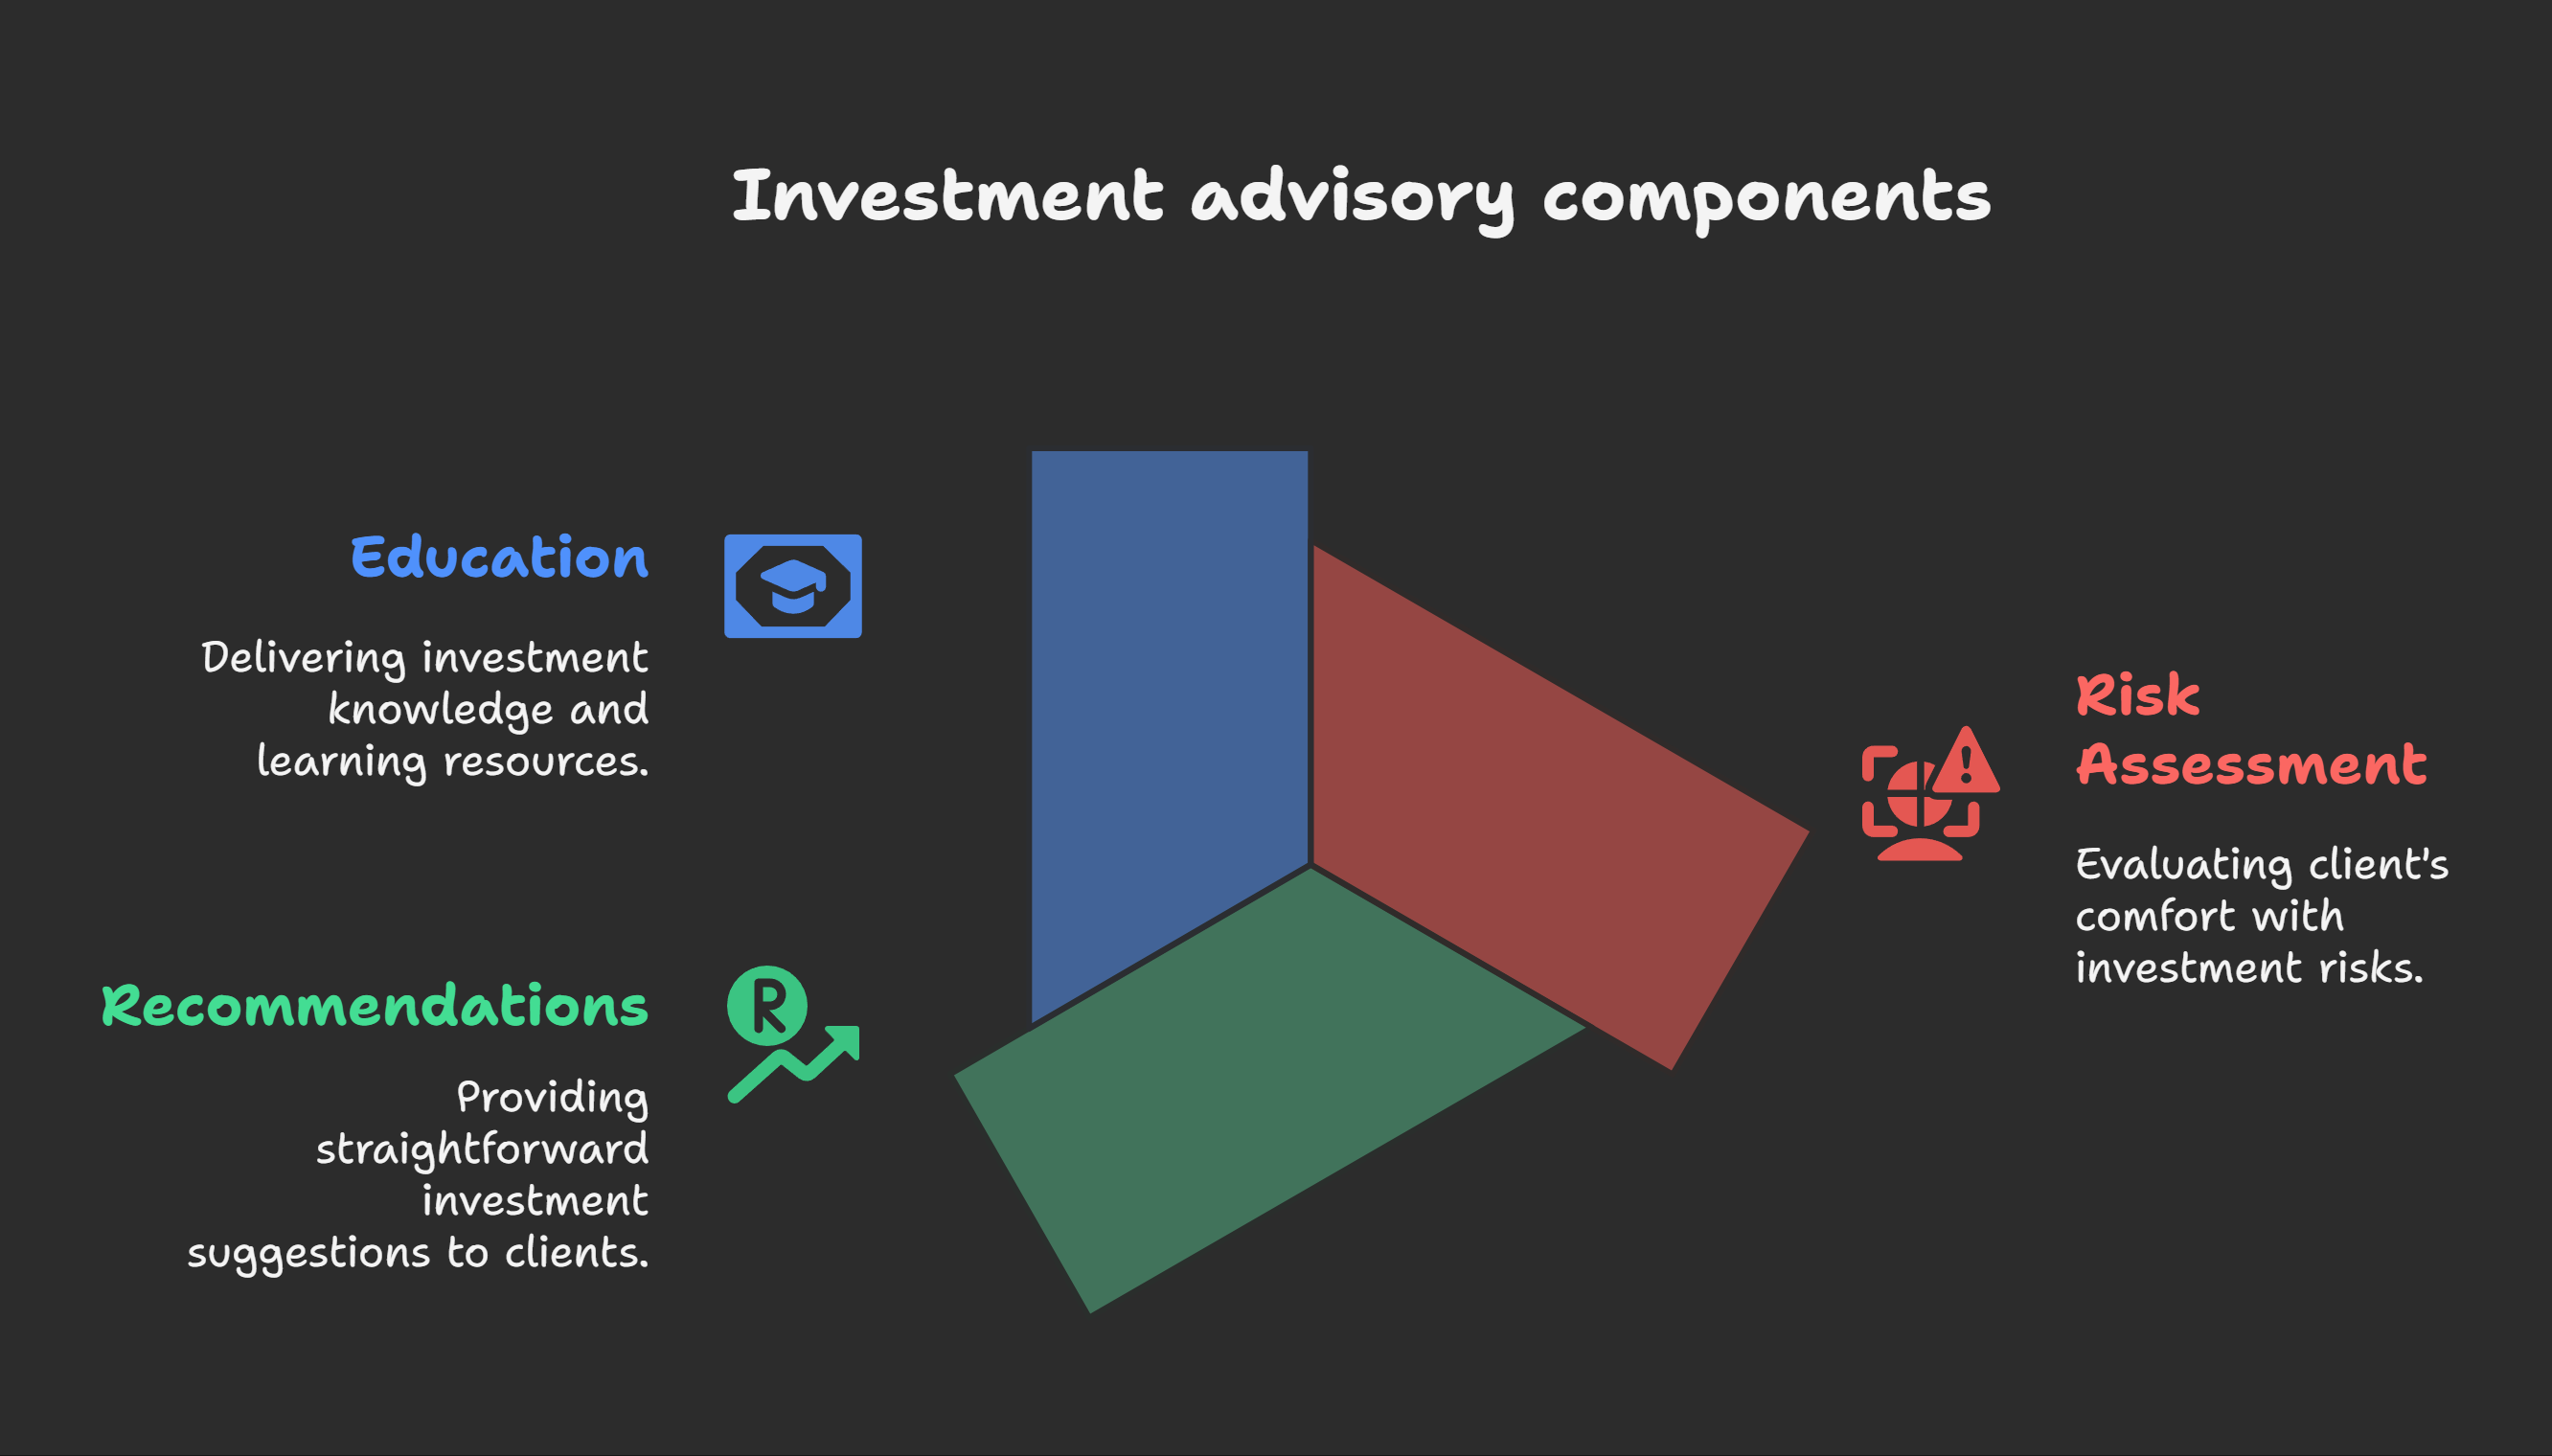 Investment advisory components
Education
Delivering investment
knowledge and
learning resources.
Risk
Assessment
Evaluating client's
comfort with
investment risks.
Recommendations
R
Providing
straightforward
investment
suggestions to clients.